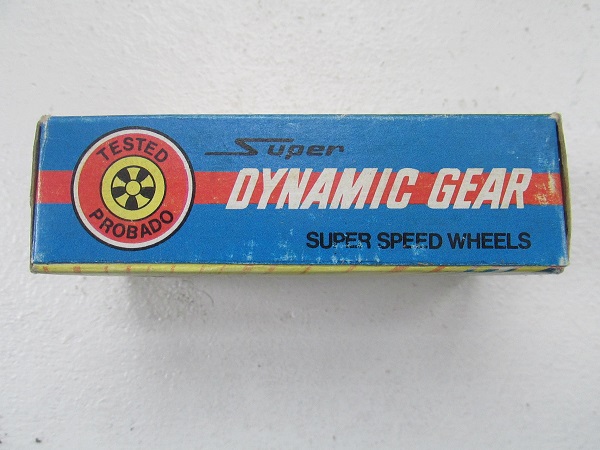 TESTED
PROBADO
Super
DYNAMIC GEAR
SUPER SPEED WHEELS